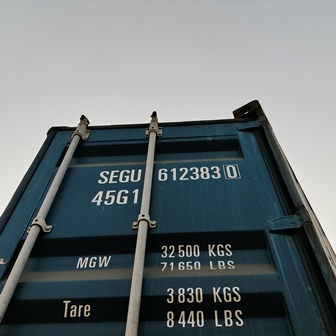 SEGU 612383 0
45G1
MGW 32 500 KGS
71 650 LBS
Tare 3 830 KGS
8 440 LBS